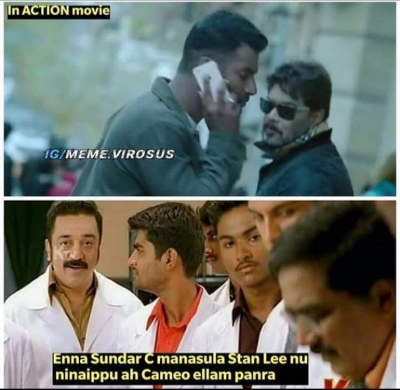 In ACTION movie
IG/MEME.VIROSUS
Enna Sundar C manasula Stan Lee nu
ninaippu ah Cameo ellam panra